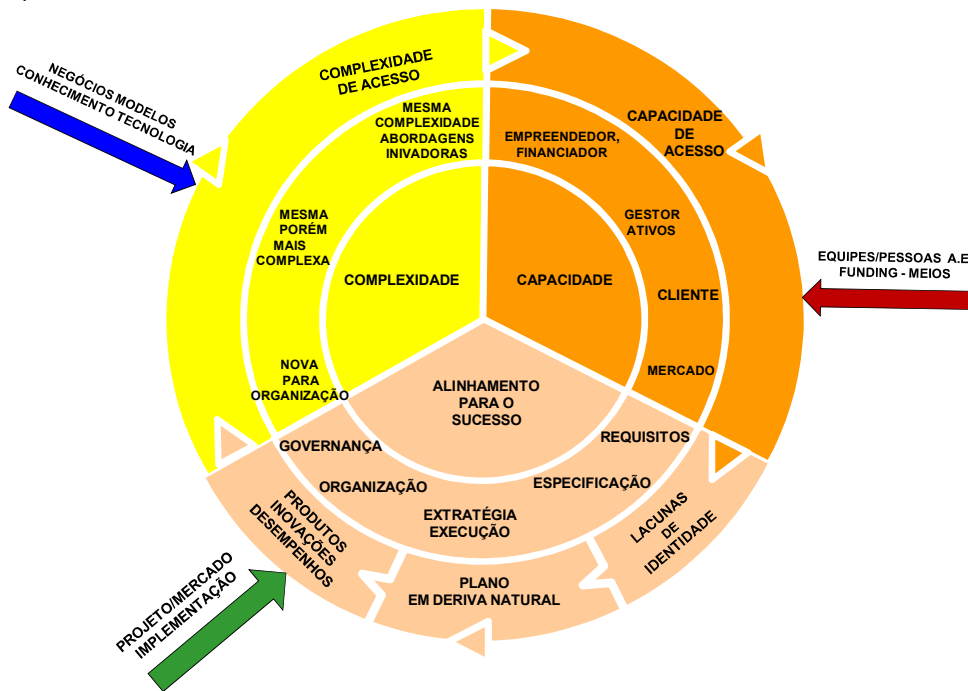 NEGÓCIOS MODELOS
CONHECIMENTO TECNOLOGIA
COMPLEXIDADE
DE ACESSO
MESMA
COMPLEXIDADE
ABORDAGENS
INIVADORAS
MESMA
PORÉM
MAIS
COMPLEXA
COMPLEXIDADE
NOVA
PARA
ORGANIZAÇÃO
CAPACIDADE
DE
ACESSO
EMPREENDEDOR,
FINANCIADOR
GESTOR
ATIVOS
CAPACIDADE
CLIENTE
MERCADO
EQUIPES/PESSOAS A.E
FUNDING - MEIOS
ALINHAMENTO
PARA O
SUCESSO
GOVERNANÇA
REQUISITOS
ORGANIZAÇÃO
ESPECIFICAÇÃO
EXTRATÉGIA
EXECUÇÃO
PRODUTOS
INOVAÇÕES
DESEMPENHOS
PLANO
EM DERIVA NATURAL
LACUNAS
DE
IDENTIDADE
PROJETO/MERCADO
IMPLEMENTAÇÃO